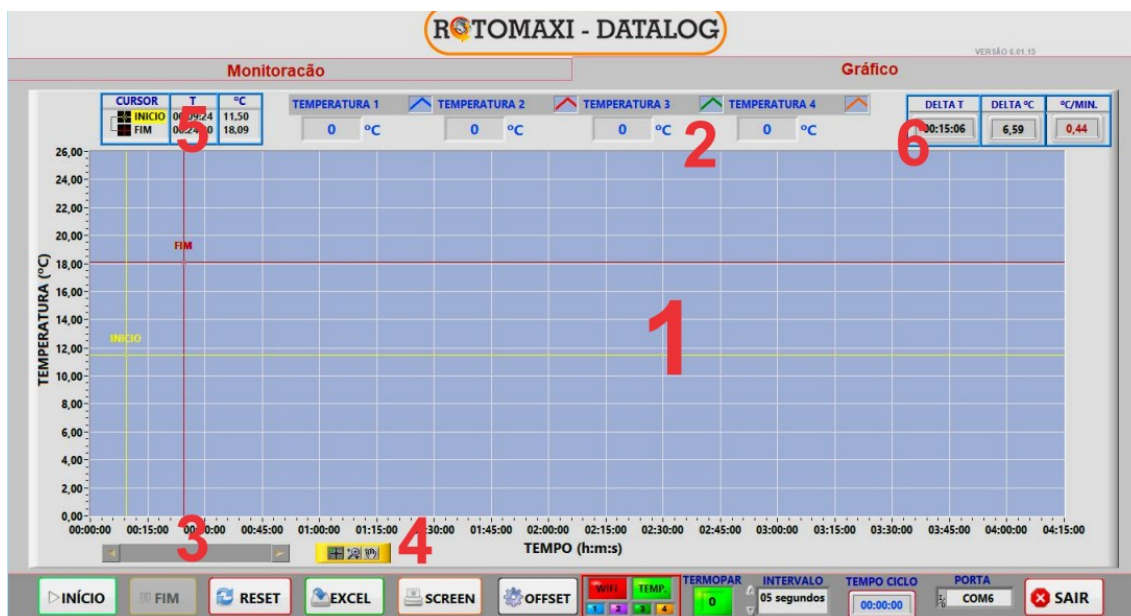 ROTOMAXI - DATALOG
VERSÃO 6.01.15
Monitoracão
Gráfico
CURSOR T °C
INICIO 00:09:24 11,50
FIM 18,09
5
TEMPERATURA 1 TEMPERATURA 2 TEMPERATURA 3 TEMPERATURA 4
0 °C 0 °C 0 °C 0 °C
2
DELTA T DELTA °C °C/MIN.
00:15:06 6,59 0,44
6
TEMPERATURA (°C)
26,00
24,00
22,00
20,00
18,00
16,00
14,00
12,00
10,00
8,00
6,00
4,00
2,00
0,00
FIM
INICIO
1
00:00:00 00:15:00 00:45:00 01:00:00 01:15:00 01:30:00 01:45:00 02:00:00 02:15:00 02:30:00 02:45:00 03:00:00 03:15:00 03:30:00 03:45:00 04:00:00 04:15:00
3
4
TEMPO (h:m:s)
INÍCIO
FIM
RESET
EXCEL
SCREEN
OFFSET
WIFI TEMP.
1 2 3 4
TERMOPAR
0
INTERVALO
05 segundos
TEMPO CICLO
00:00:00
PORTA
COM6
SAIR